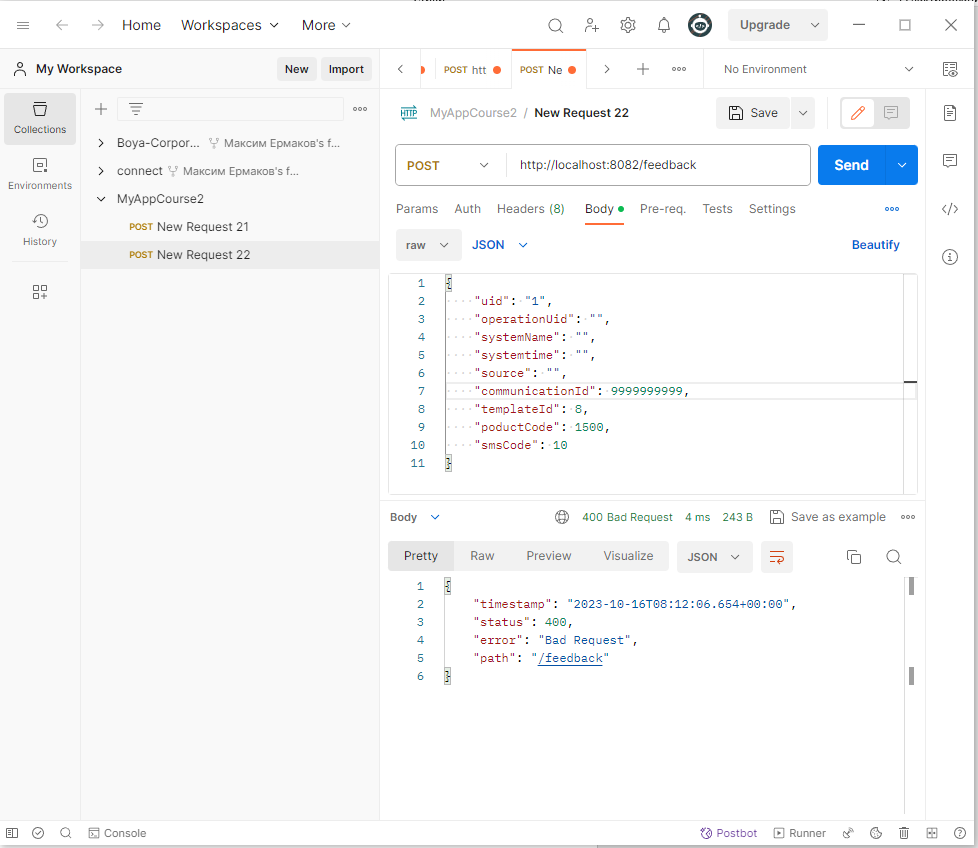 Home Workspaces More Upgrade
My Workspace New Import POST htt POST Ne No Environment
Collections
Environments
History
Boya-Corpor... Максим Ермаков's f...
connect Максим Ермаков's f...
MyAppCourse2
POST New Request 21
POST New Request 22
HTTP MyAppCourse2 / New Request 22 Save
POST http://localhost:8082/feedback Send
Params Auth Headers (8) Body Pre-req. Tests Settings
raw JSON Beautify
1 {
2 "uid": "1",
3 "operationUid": "",
4 "systemName": "",
5 "systemtime": "",
6 "source": "",
7 "communicationId": 9999999999,
8 "templateId": 8,
9 "poductCode": 1500,
10 "smsCode": 10
11 }
Body 400 Bad Request 4 ms 243 B Save as example
Pretty Raw Preview Visualize JSON
1 {
2 "timestamp": "2023-10-16T08:12:06.654+00:00",
3 "status": 400,
4 "error": "Bad Request",
5 "path": "/feedback"
6 }
Console Postbot Runner